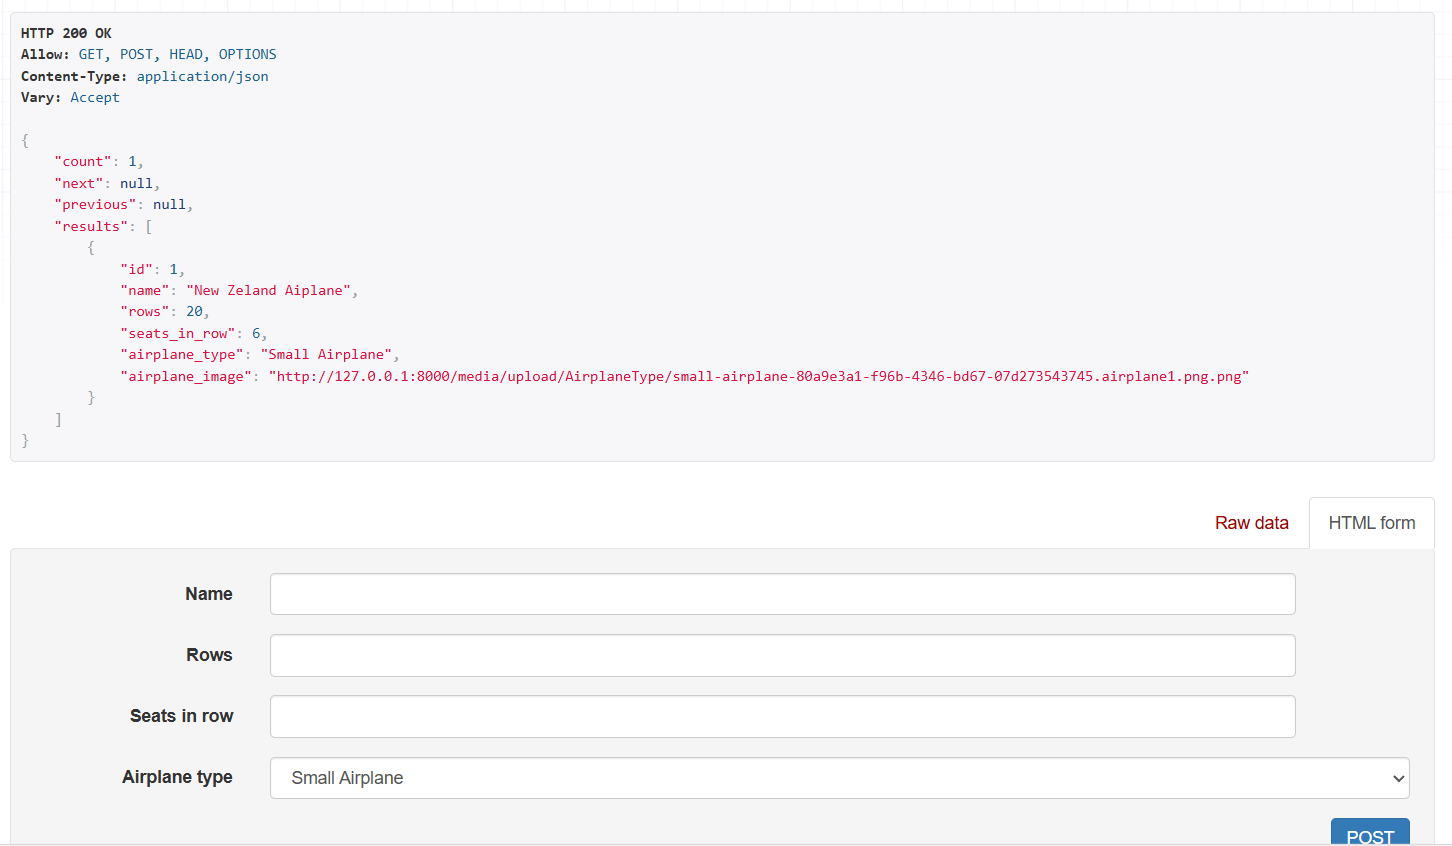 HTTP 200 OK
Allow: GET, POST, HEAD, OPTIONS
Content-Type: application/json
Vary: Accept
{
"count": 1,
"next": null,
"previous": null,
"results": [
{
"id": 1,
"name": "New Zeland Aiplane",
"rows": 20,
"seats_in_row": 6,
"airplane_type": "Small Airplane",
"airplane_image": "http://127.0.0.1:8000/media/upload/AirplaneType/small-airplane-80a9e3a1-f96b-4346-bd67-07d273543745.airplane1.png.png"
}
]
}
Raw data HTML form
Name
Rows
Seats in row
Airplane type Small Airplane
POST